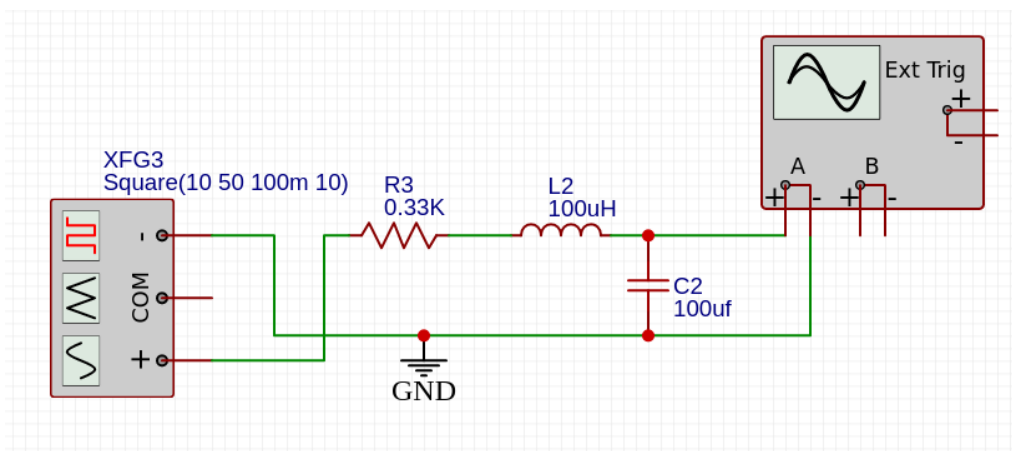 XFG3
Square(10 50 100m 10)
R3
0.33K
L2
100uH
C2
100uf
GND
-
COM
+
Ext Trig
+
-
A
B
+ - + -